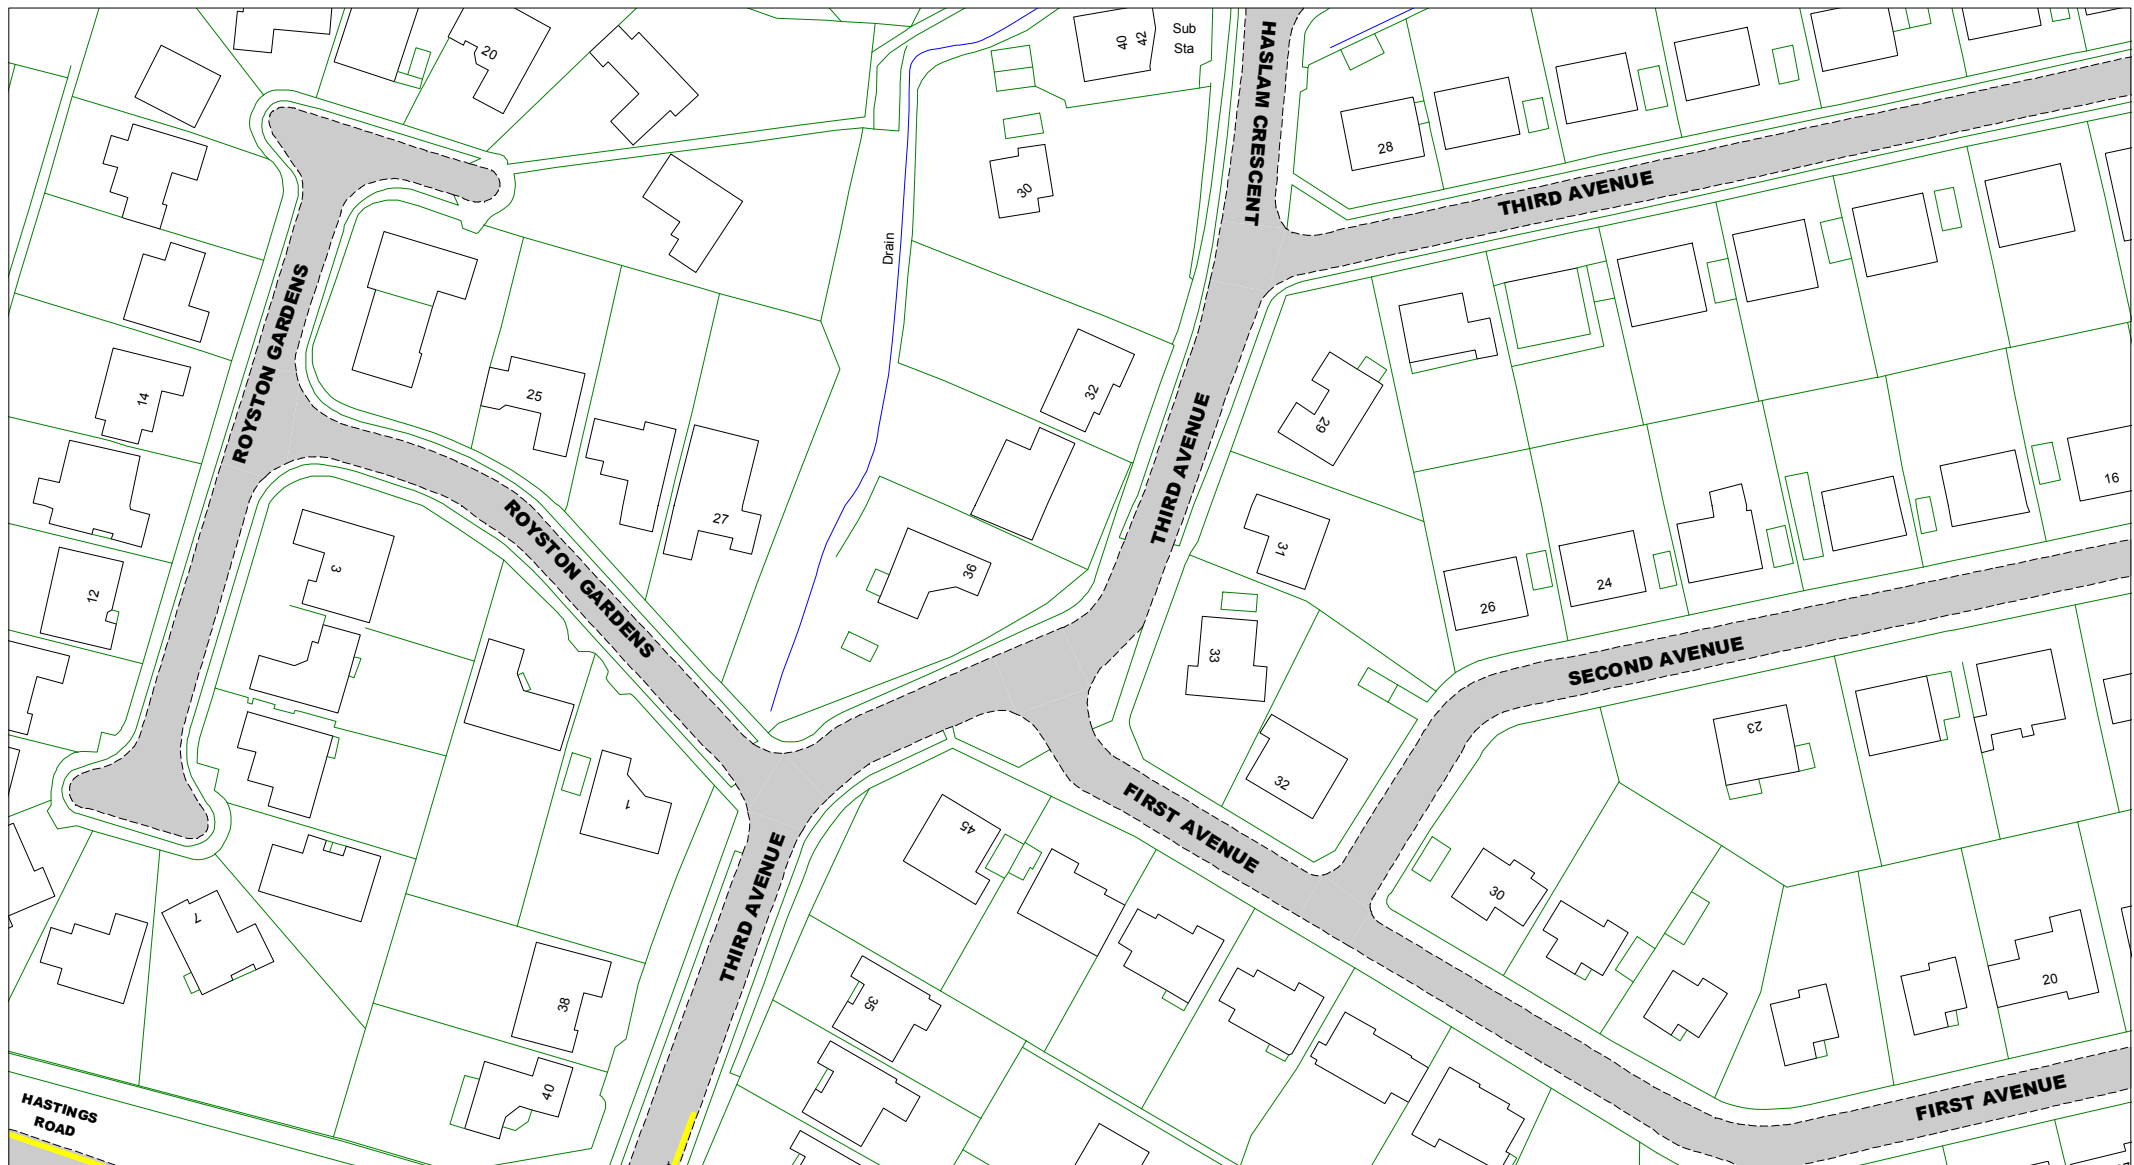 20
40
42
Sub
Sta
HASLAM CRESCENT
28
30
THIRD AVENUE
Drain
ROYSTON GARDENS
14
25
32
29
THIRD AVENUE
16
27
ROYSTON GARDENS
31
3
36
12
26
24
33
SECOND AVENUE
23
32
1
FIRST AVENUE
45
THIRD AVENUE
30
7
35
38
20
40
FIRST AVENUE
HASTINGS
ROAD